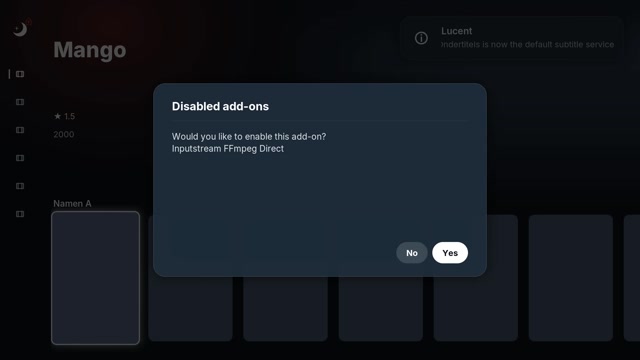 Mango
Lucent
Indertitels is now the default subtitle service
★ 1.5
2000
Disabled add-ons
Would you like to enable this add-on?
Inputstream FFmpeg Direct
No
Yes
Namen A